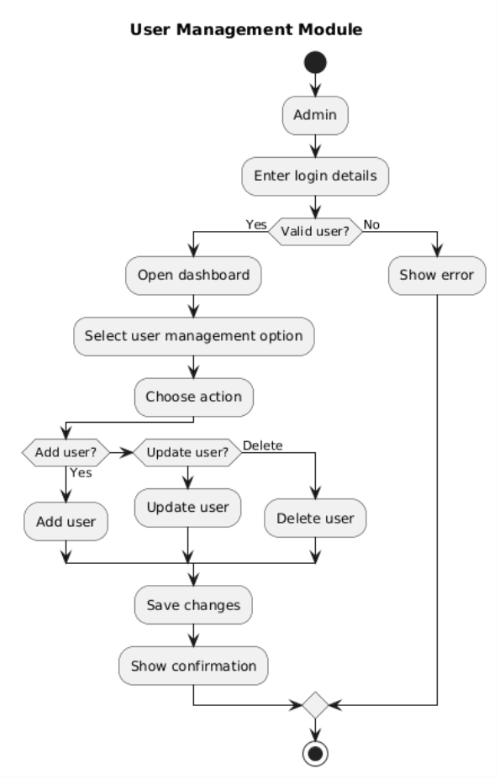 User Management Module
Admin
Enter login details
Yes
Valid user?
No
Open dashboard
Show error
Select user management option
Choose action
Add user?
Update user?
Delete
Yes
Add user
Update user
Delete user
Save changes
Show confirmation